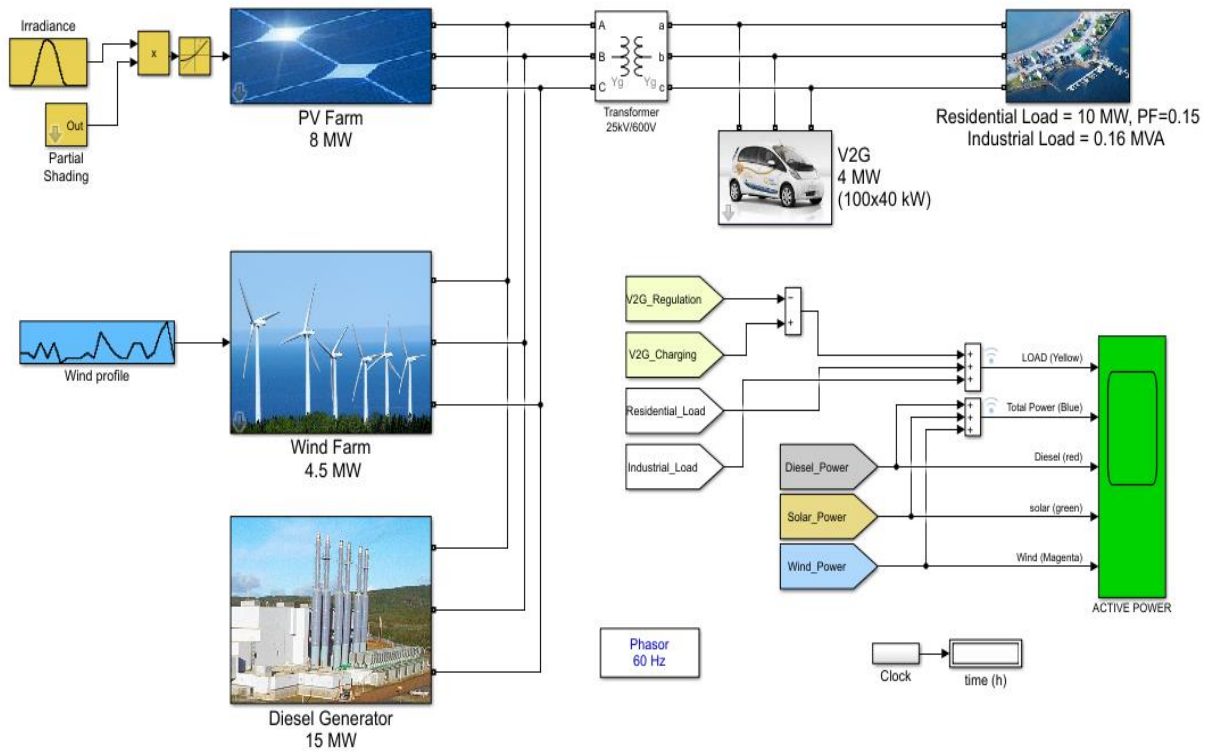 Irradiance
x
Out
Partial
Shading
PV Farm
8 MW
A
B
C
a
b
c
Yg
Yg
Transformer
25kV/600V
Residential Load = 10 MW, PF=0.15
Industrial Load = 0.16 MVA
V2G
4 MW
(100x40 kW)
Wind profile
Wind Farm
4.5 MW
Diesel Generator
15 MW
V2G_Regulation
V2G_Charging
Residential_Load
Industrial_Load
−
+
+
+
+
+
+
+
LOAD (Yellow)
Total Power (Blue)
Diesel (red)
solar (green)
Wind (Magenta)
Diesel_Power
Solar_Power
Wind_Power
ACTIVE POWER
Phasor
60 Hz
Clock
time (h)